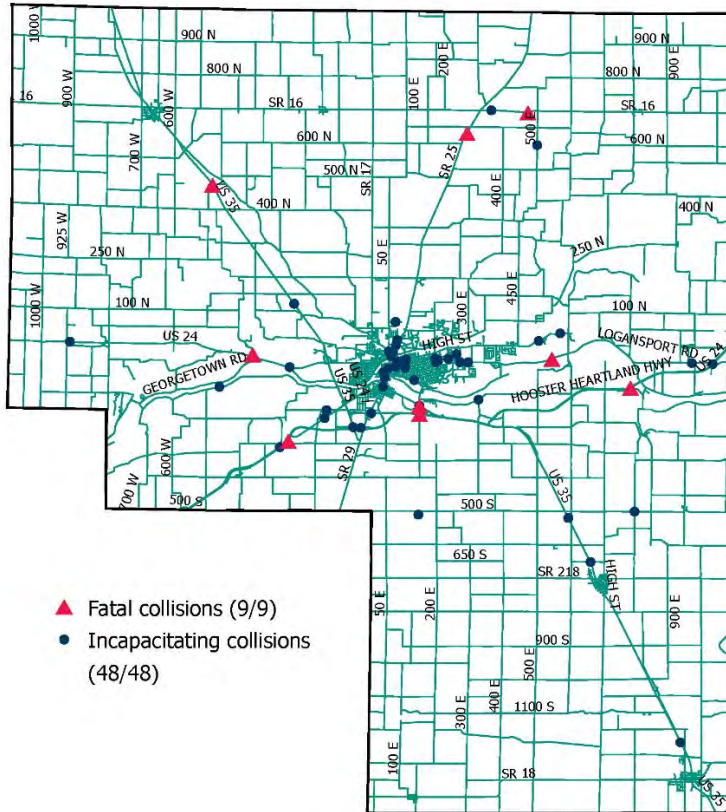 1000 W
900 N
900 N
200 E
800 N
800 N
900 W
600 W
100 E
900 E
16
SR 16
SR 16
500 E
600 N
600 N
700 W
SR 25
500 N
SR 17
US 35
400 E
400 N
400 N
925 W
50 E
250 N
250 N
450 E
1000 W
100 N
300 E
100 N
US 24
HIGH ST
LOGANSPORT RD
US 24
GEORGETOWN RD
HOOSIER HEARTLAND HWY
US 35
SR 29
600 W
700 W
500 S
US 35
500 S
650 S
SR 218
HIGH ST
50 E
200 E
900 E
Fatal collisions (9/9)
Incapacitating collisions
(48/48)
900 S
500 E
400 E
300 E
1100 S
100 E
SR 18
US 35